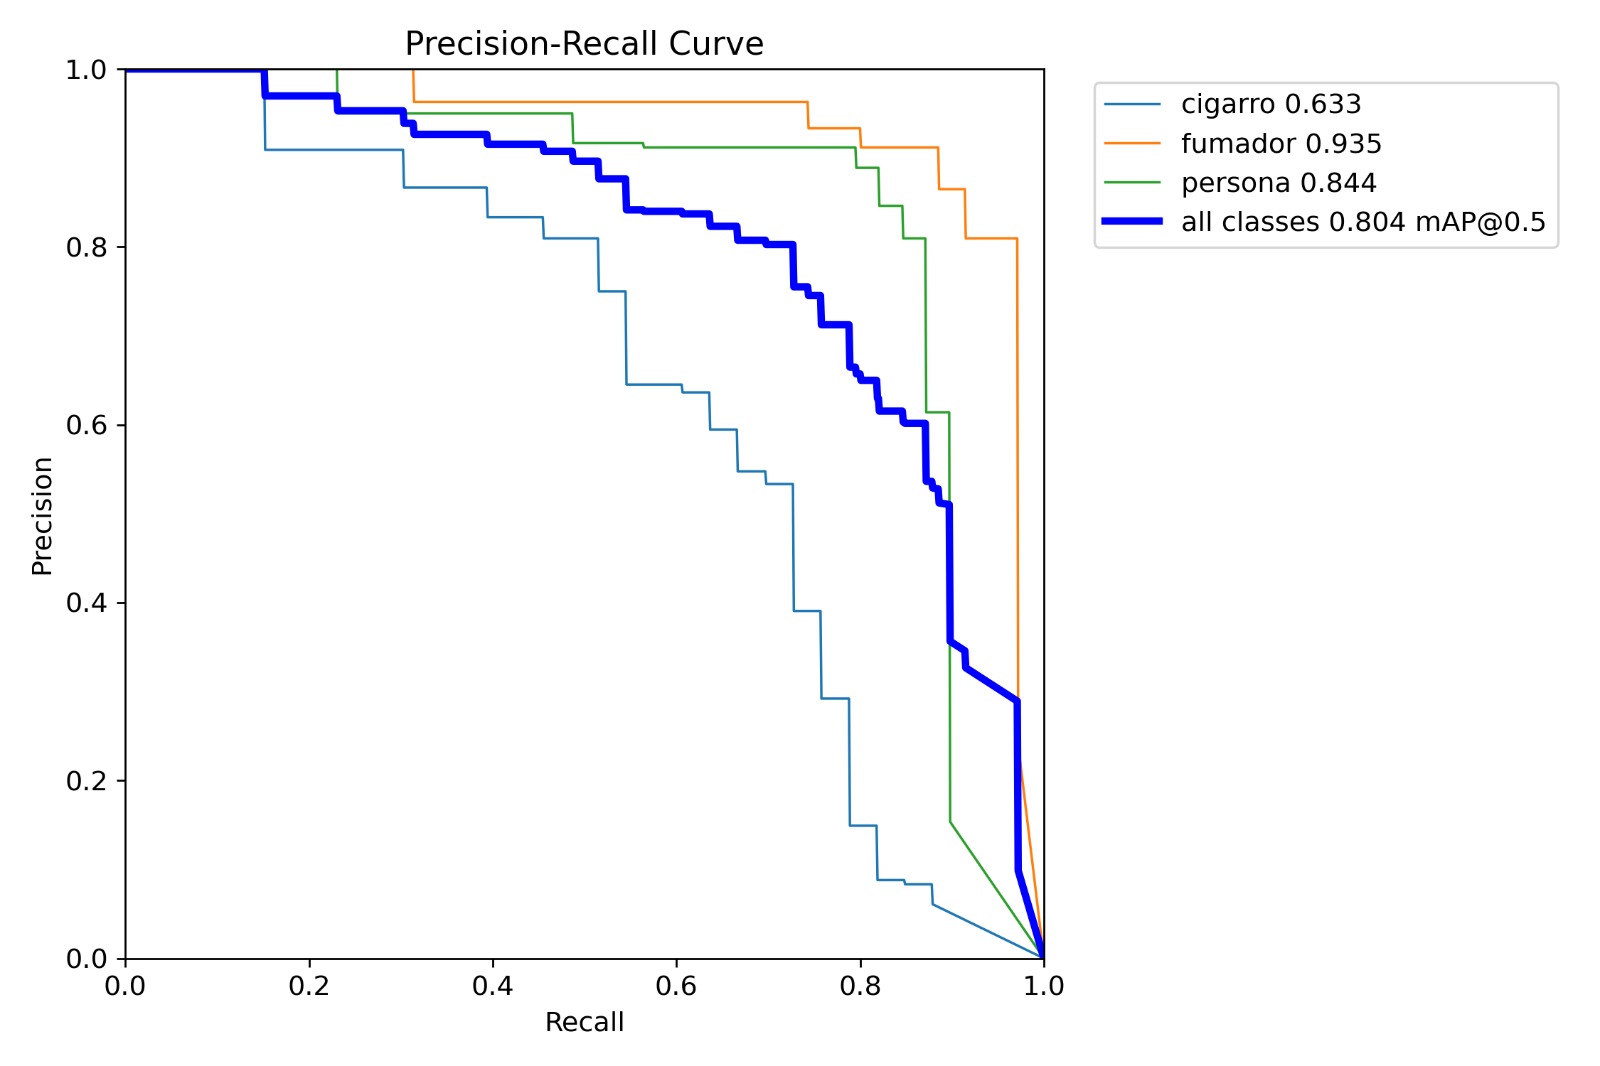 Precision-Recall Curve
1.0
0.8
0.6
0.4
0.2
0.0
Precision
0.0 0.2 0.4 0.6 0.8 1.0
Recall
cigarro 0.633
fumador 0.935
persona 0.844
all classes 0.804 mAP@0.5